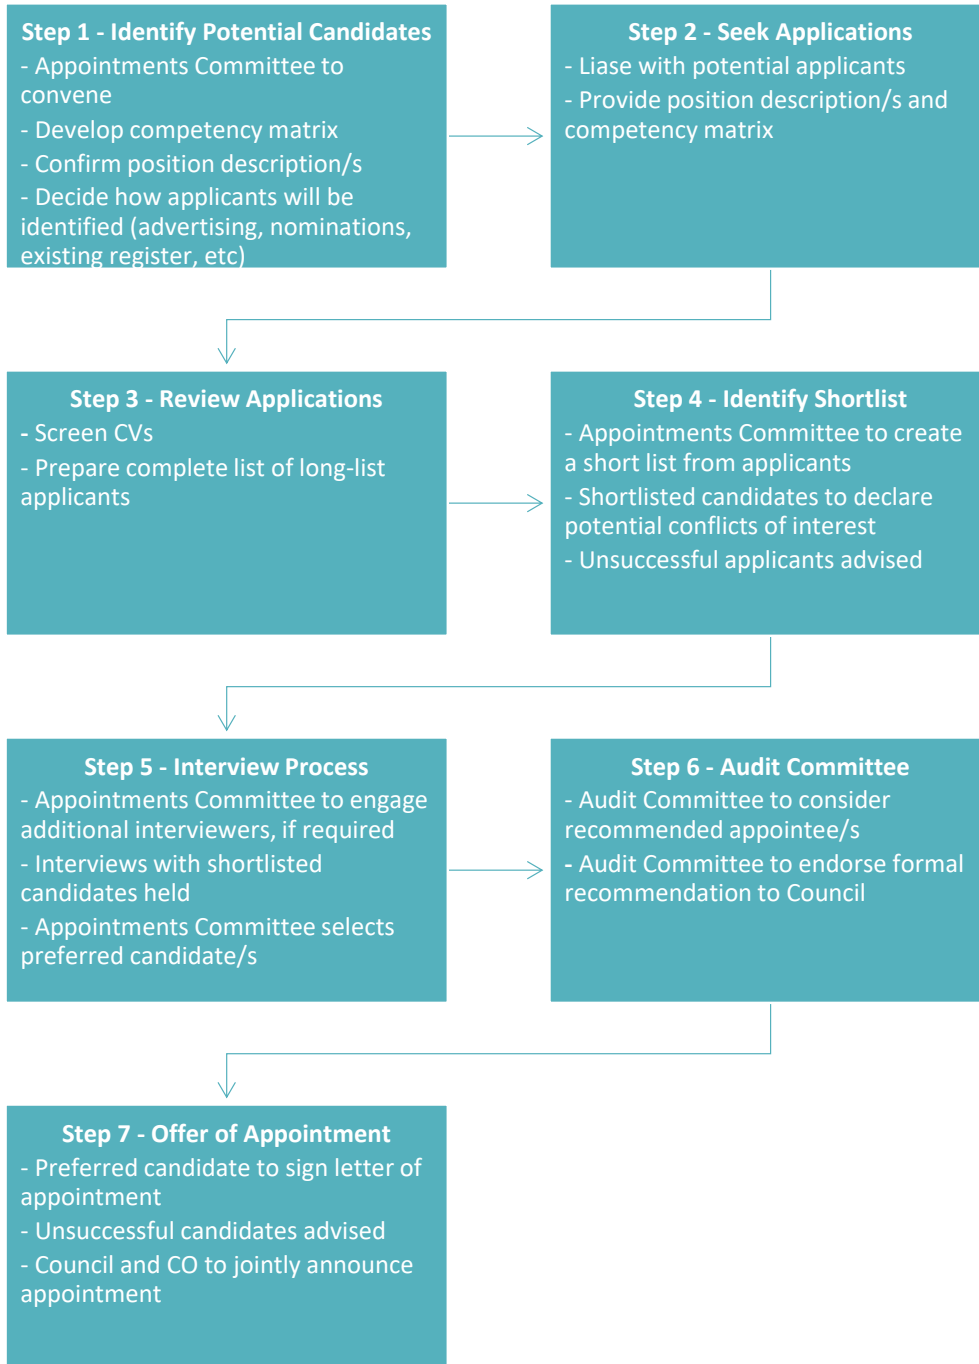 Step 1 - Identify Potential Candidates
- Appointments Committee to
convene
- Develop competency matrix
- Confirm position description/s
- Decide how applicants will be
identified (advertising, nominations,
existing register, etc)
Step 2 - Seek Applications
- Liase with potential applicants
- Provide position description/s and
competency matrix
Step 3 - Review Applications
- Screen CVs
- Prepare complete list of long-list
applicants
Step 4 - Identify Shortlist
- Appointments Committee to create
a short list from applicants
- Shortlisted candidates to declare
potential conflicts of interest
- Unsuccessful applicants advised
Step 5 - Interview Process
- Appointments Committee to engage
additional interviewers, if required
- Interviews with shortlisted
candidates held
- Appointments Committee selects
preferred candidate/s
Step 6 - Audit Committee
- Audit Committee to consider
recommended appointee/s
- Audit Committee to endorse formal
recommendation to Council
Step 7 - Offer of Appointment
- Preferred candidate to sign letter of
appointment
- Unsuccessful candidates advised
- Council and CO to jointly announce
appointment